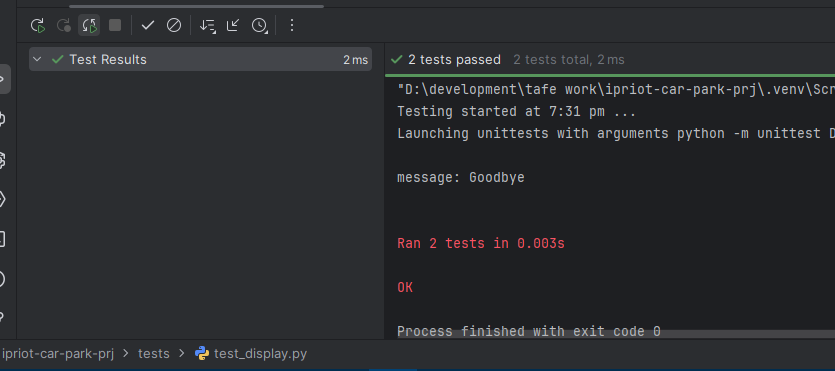 Test Results 2 ms
2 tests passed 2 tests total, 2 ms
"D:\development\tafe work\ipriot-car-park-prj\.venv\Scr
Testing started at 7:31 pm ...
Launching unittests with arguments python -m unittest D
message: Goodbye
Ran 2 tests in 0.003s
OK
Process finished with exit code 0
ipriot-car-park-prj > tests > test_display.py